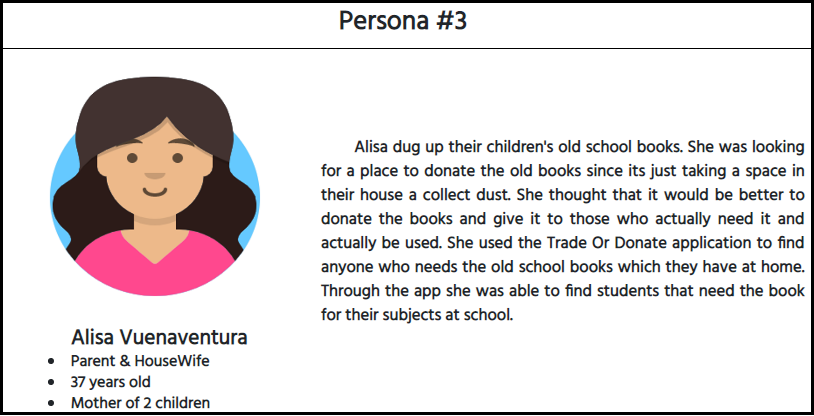 Persona #3
Alisa dug up their children's old school books. She was looking
for a place to donate the old books since its just taking a space in
their house a collect dust. She thought that it would be better to
donate the books and give it to those who actually need it and
actually be used. She used the Trade Or Donate application to find
anyone who needs the old school books which they have at home.
Through the app she was able to find students that need the book
for their subjects at school.
Alisa Vuenaventura
• Parent & HouseWife
• 37 years old
• Mother of 2 children